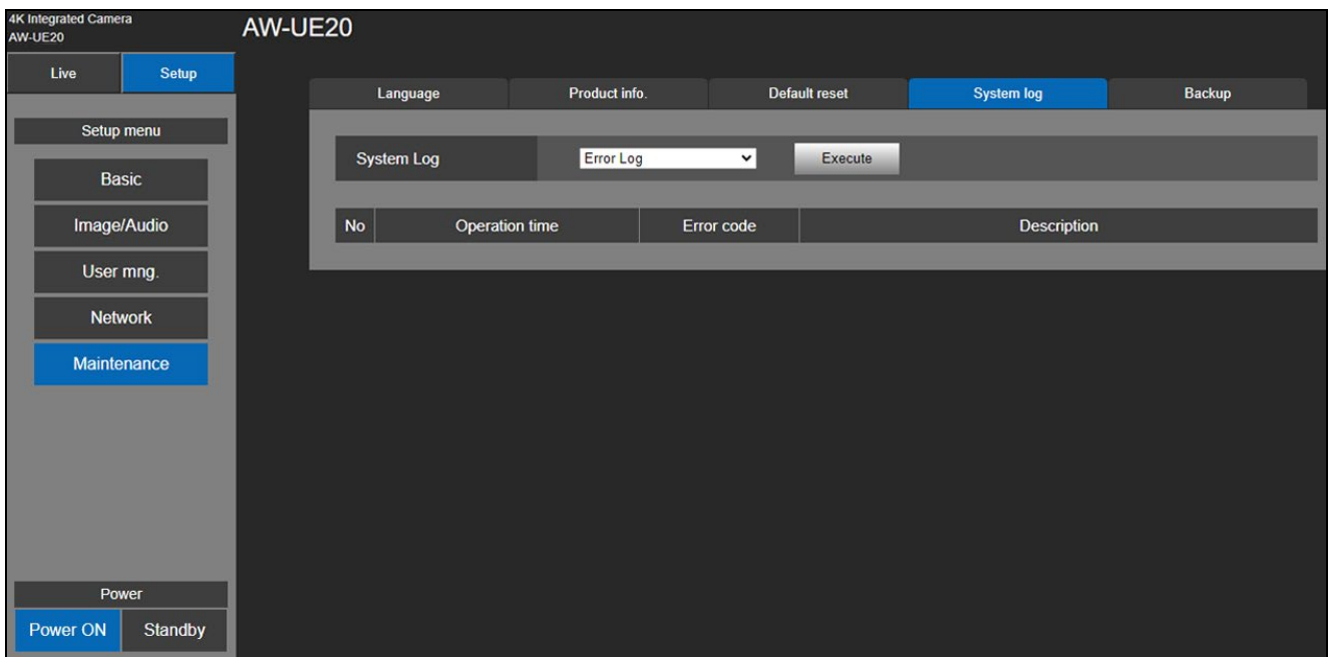 4K Integrated Camera
AW-UE20
AW-UE20
Live Setup
Setup menu
Basic
Image/Audio
User mng.
Network
Maintenance
Power
Power ON Standby
Language Product info. Default reset System log Backup
System Log Error Log Execute
No Operation time Error code Description